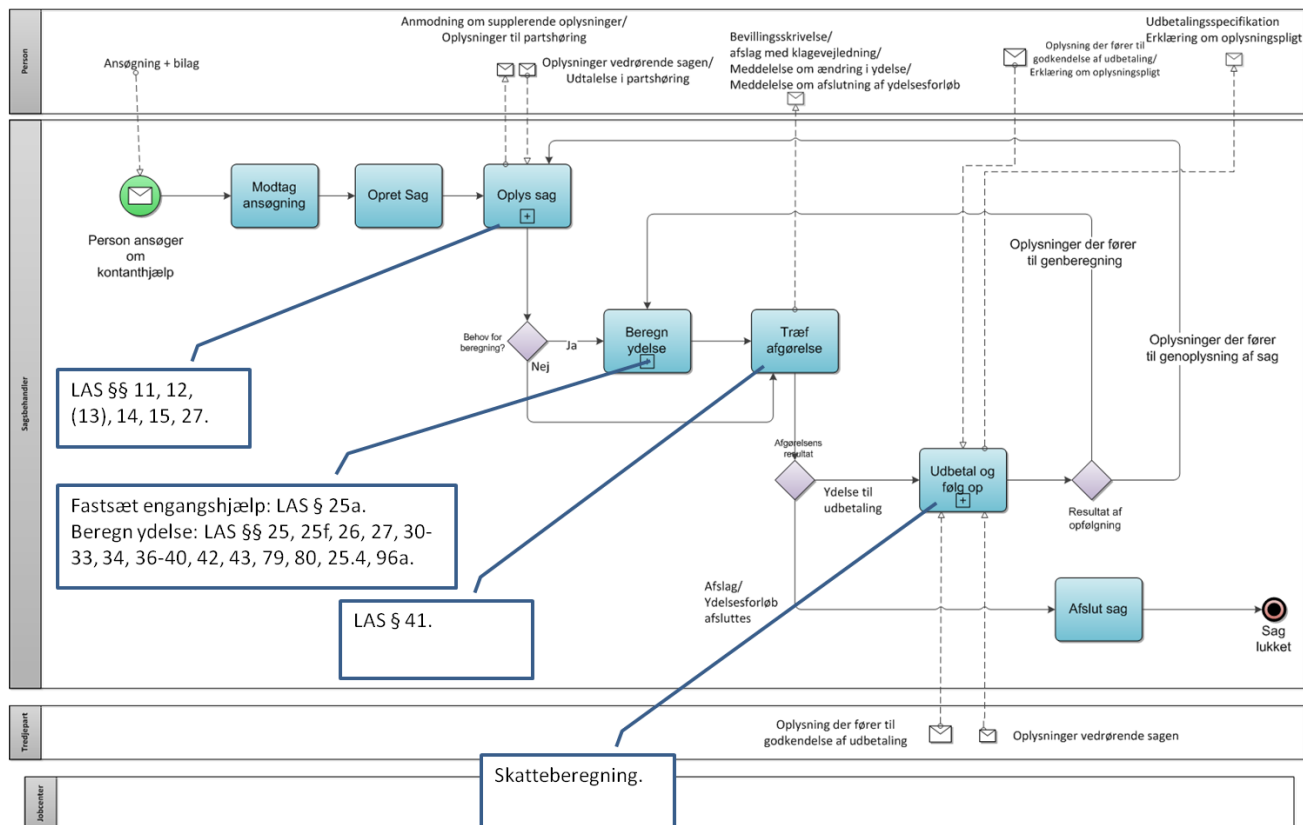 Person
Ansøgning + bilag
Anmodning om supplerende oplysninger/
Oplysninger til partshøring
Oplysninger vedrørende sagen/
Udtalelse i partshøring
Bevillingsskrivelse/
afslag med klagevejledning/
Meddelelse om ændring i ydelse/
Meddelelse om afslutning af ydelsesforløb
Oplysning der fører til
godkendelse af udbetaling/
Erklæring om oplysningspligt
Udbetalingsspecifikation
Erklæring om oplysningspligt
Sagsbehandler
Person ansøger
om
kontanthjælp
Modtag
ansøgning
Opret Sag
Oplys sag
Behov for
beregning?
Ja
Nej
Beregn
ydelse
Træf
afgørelse
Oplysninger der fører
til genberegning
Oplysninger der fører
til genoplysning af sag
LAS §§ 11, 12,
(13), 14, 15, 27.
Fastsæt engangshjælp: LAS § 25a.
Beregn ydelse: LAS §§ 25, 25f, 26, 27, 30-
33, 34, 36-40, 42, 43, 79, 80, 25.4, 96a.
LAS § 41.
Afgørelsens
resultat
Ydelse til
udbetaling
Udbetal og
følg op
Resultat af
opfølgning
Afslag/
Ydelsesforløb
afsluttes
Afslut sag
Sag
lukket
Tredjepart
Oplysning der fører til
godkendelse af udbetaling
Oplysninger vedrørende sagen
Skatteberegning.
Jobcenter